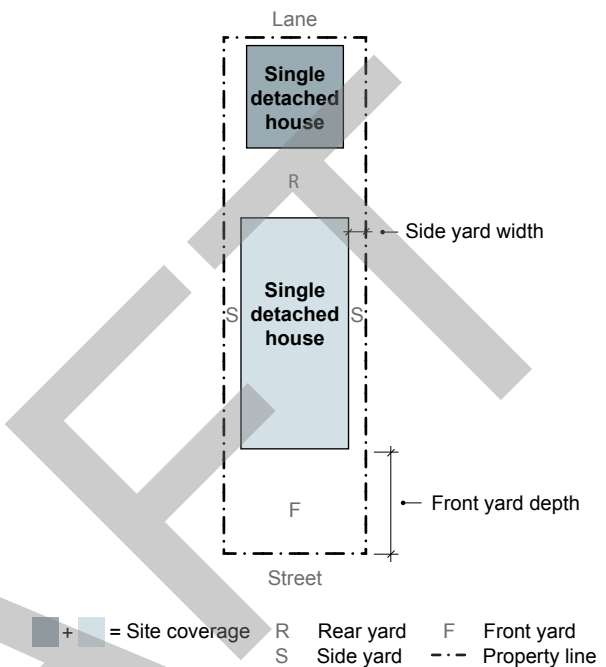 Lane
Single
detached
house
R
Side yard width
Single
detached
house
S
S
Front yard depth
F
Street
+ = Site coverage
R Rear yard
F Front yard
S Side yard
Property line